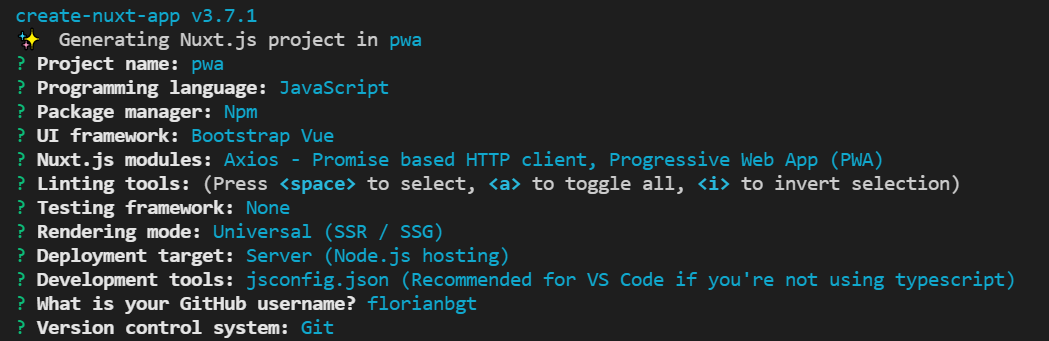 create-nuxt-app v3.7.1
✨ Generating Nuxt.js project in pwa
? Project name: pwa
? Programming language: JavaScript
? Package manager: Npm
? UI framework: Bootstrap Vue
? Nuxt.js modules: Axios - Promise based HTTP client, Progressive Web App (PWA)
? Linting tools: (Press <space> to select, <a> to toggle all, <i> to invert selection)
? Testing framework: None
? Rendering mode: Universal (SSR / SSG)
? Deployment target: Server (Node.js hosting)
? Development tools: jsconfig.json (Recommended for VS Code if you're not using typescript)
? What is your GitHub username? florianbgt
? Version control system: Git